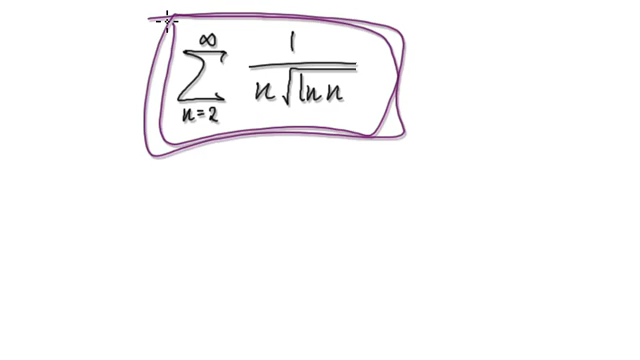 ∞
∑ 1 / (n√ln n)
n=2